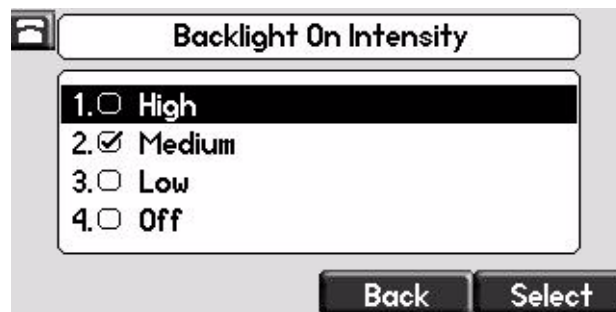 Backlight On Intensity
1. High
2. Medium
3. Low
4. Off
Back Select